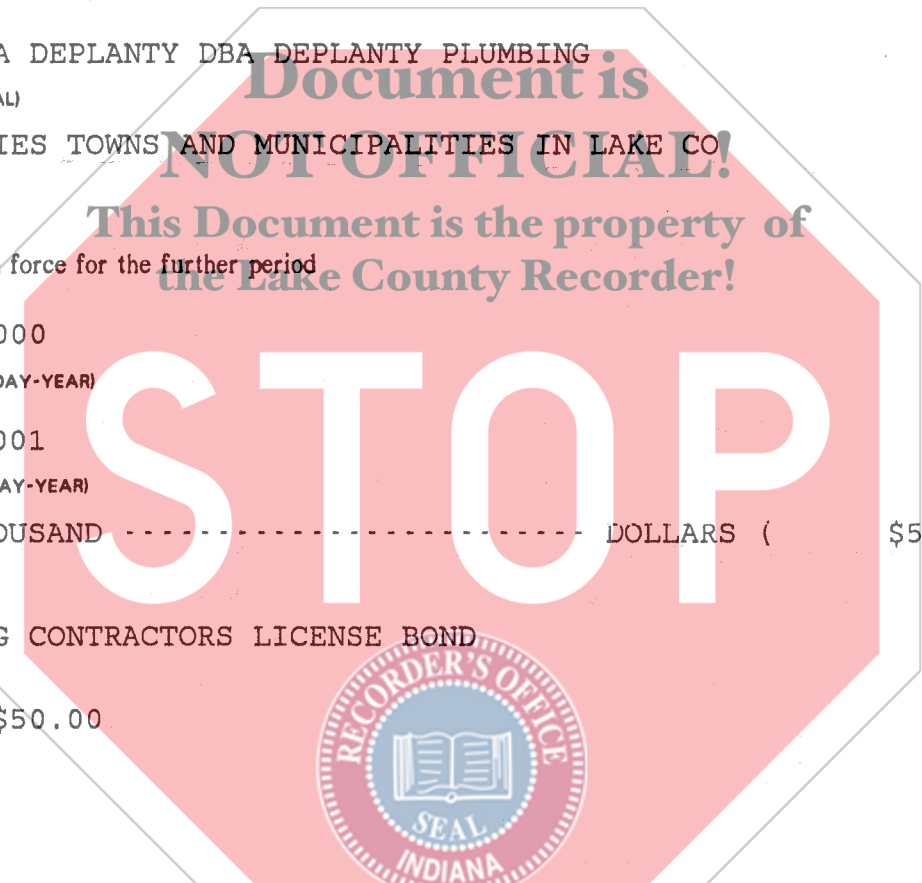 A DEPLANTY DBA DEPLANTY PLUMBING
Document is
AL)
IES TOWNS AND MUNICIPALITIES IN LAKE CO
NOT OFFICIAL!
This Document is the property of
force for the further period
the Lake County Recorder!
000
DAY-YEAR)
STOP
001
AY-YEAR)
OUSAND - - - - - - - - - - - - - - - - - - - - - - - - - - - DOLLARS ( $5
G CONTRACTORS LICENSE BOND
RECORDER'S OFFICE
$50.00
SEAL
INDIANA